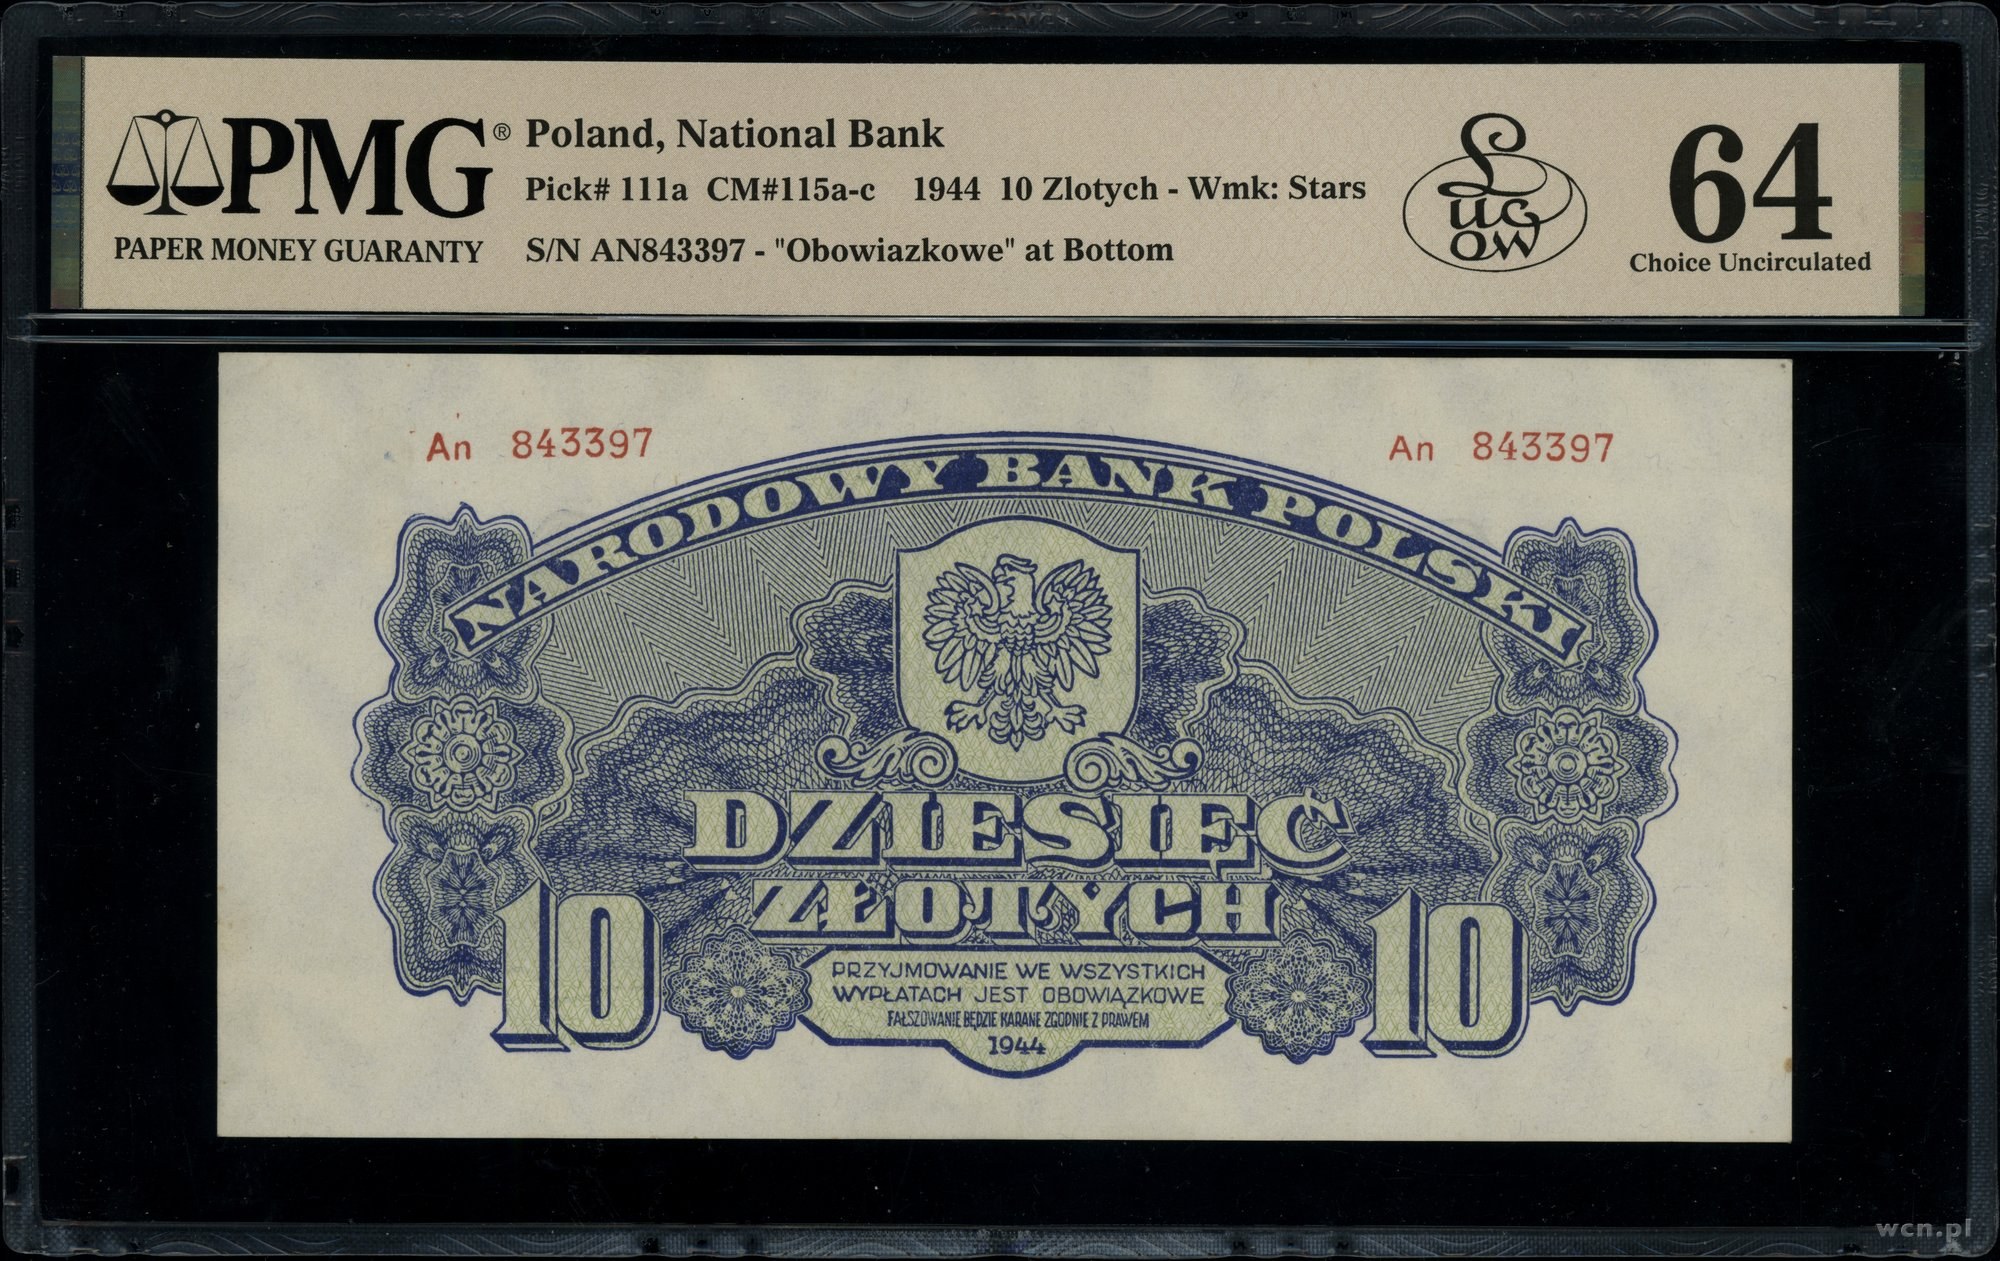 PMG®
PAPER MONEY GUARANTY
Poland, National Bank
Pick# 111a CM#115a-c 1944 10 Zlotych - Wmk: Stars
S/N AN843397 - "Obowiazkowe" at Bottom
Lucow
64
Choice Uncirculated
An 843397
An 843397
NARODOWY BANK POLSKI
DZIESIĘĆ
ZŁOTYCH
10
10
PRZYJMOWANIE WE WSZYSTKICH
WYPŁATACH JEST OBOWIĄZKOWE
FAŁSZOWANIE BĘDZIE KARANE ZGODNIE Z PRAWEM
1944
wcn.pl